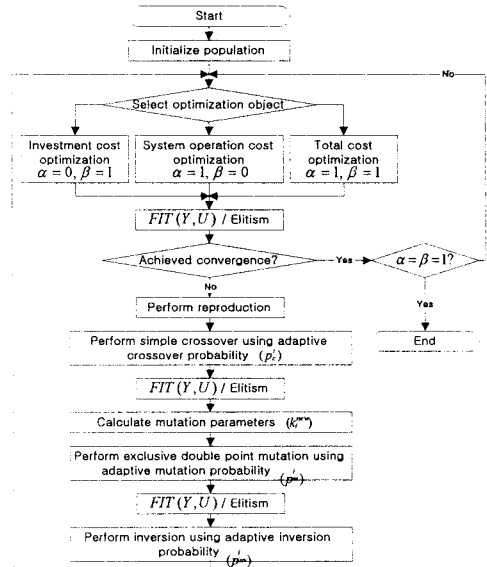 Start
Initialize population
No
Select optimization object
Investment cost
optimization
α = 0, β = 1
System operation cost
optimization
α = 1, β = 0
Total cost
optimization
α = 1, β = 1
FIT(Y,U) / Elitism
Achieved convergence?
Yes
α = β = 1?
No
Yes
Perform reproduction
End
Perform simple crossover using adaptive
crossover probability
FIT(Y,U) / Elitism
Calculate mutation parameters
Perform exclusive double point mutation using
adaptive mutation probability
FIT(Y,U) / Elitism
Perform inversion using adaptive inversion
probability